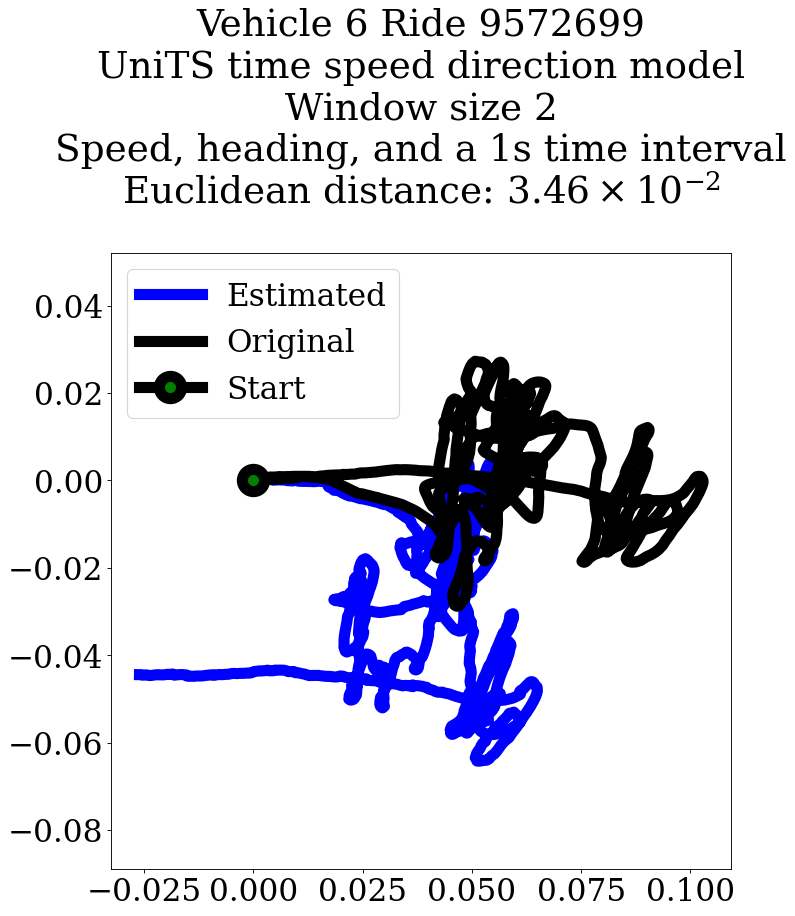 Vehicle 6 Ride 9572699
UniTS time speed direction model
Window size 2
Speed, heading, and a 1s time interval
Euclidean distance: 3.46 × 10⁻²
Estimated
Original
Start
0.04
0.02
0.00
−0.02
−0.04
−0.06
−0.08
−0.025 0.000 0.025 0.050 0.075 0.100